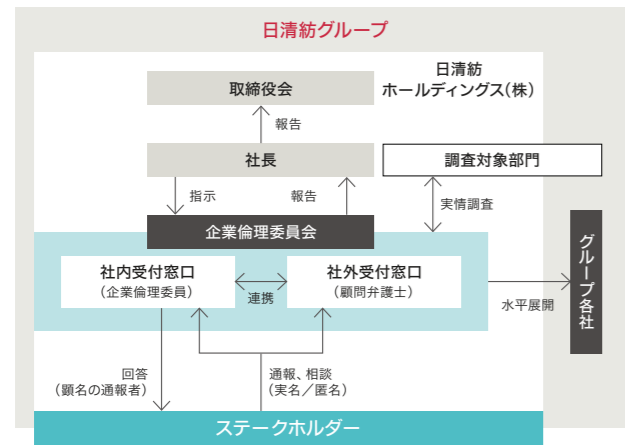 日清紡グループ
日清紡
ホールディングス(株)
取締役会
報告
社長
調査対象部門
指示
報告
実情調査
企業倫理委員会
社内受付窓口
(企業倫理委員)
連携
社外受付窓口
(顧問弁護士)
水平展開
グループ各社
回答
(顕名の通報者)
通報、相談
(実名/匿名)
ステークホルダー